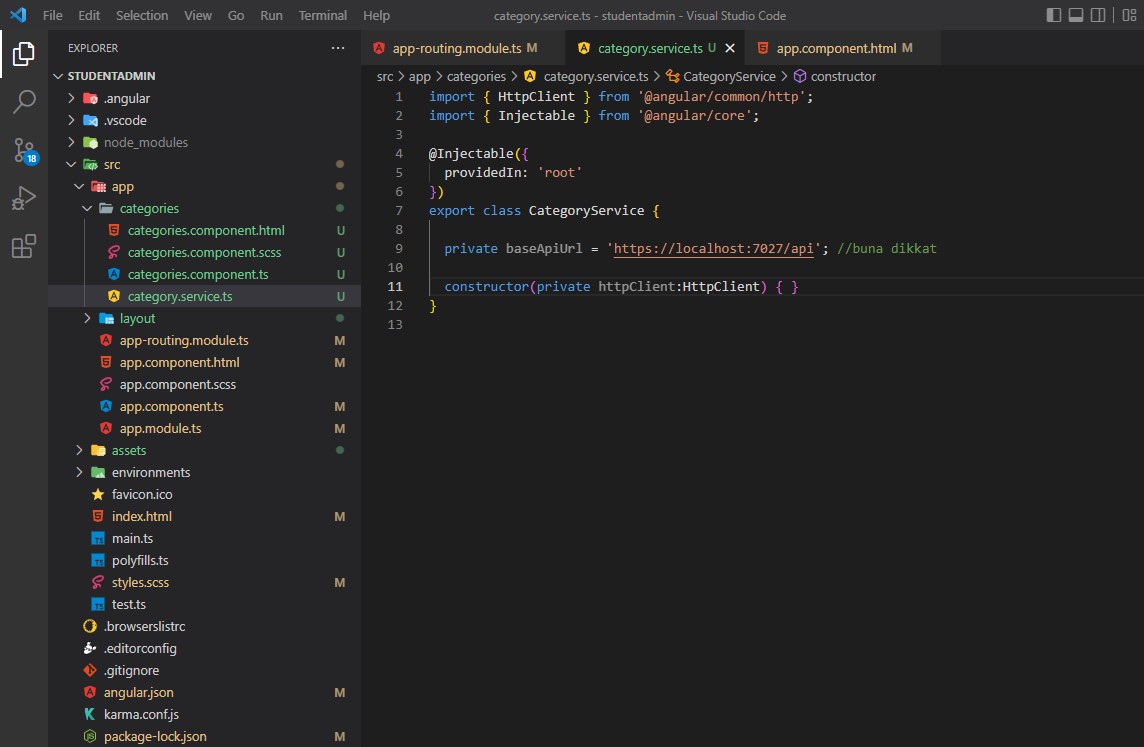 File Edit Selection View Go Run Terminal Help category.service.ts - studentadmin - Visual Studio Code
EXPLORER
STUDENTADMIN
.angular
.vscode
node_modules
src
app
categories
categories.component.html U
categories.component.scss U
categories.component.ts U
category.service.ts U
layout
app-routing.module.ts M
app.component.html M
app.component.scss
app.component.ts M
app.module.ts M
assets
environments
favicon.ico
index.html M
main.ts
polyfills.ts
styles.scss M
test.ts
.browserslistrc
.editorconfig
.gitignore
angular.json M
karma.conf.js
package-lock.json M
18
app-routing.module.ts M category.service.ts U app.component.html M
src > app > categories > category.service.ts > CategoryService > constructor
1 import { HttpClient } from '@angular/common/http';
2 import { Injectable } from '@angular/core';
3
4 @Injectable({
5 providedIn: 'root'
6 })
7 export class CategoryService {
8
9 private baseApiUrl = 'https://localhost:7027/api'; //buna dikkat
10
11 constructor(private httpClient:HttpClient) { }
12 }
13